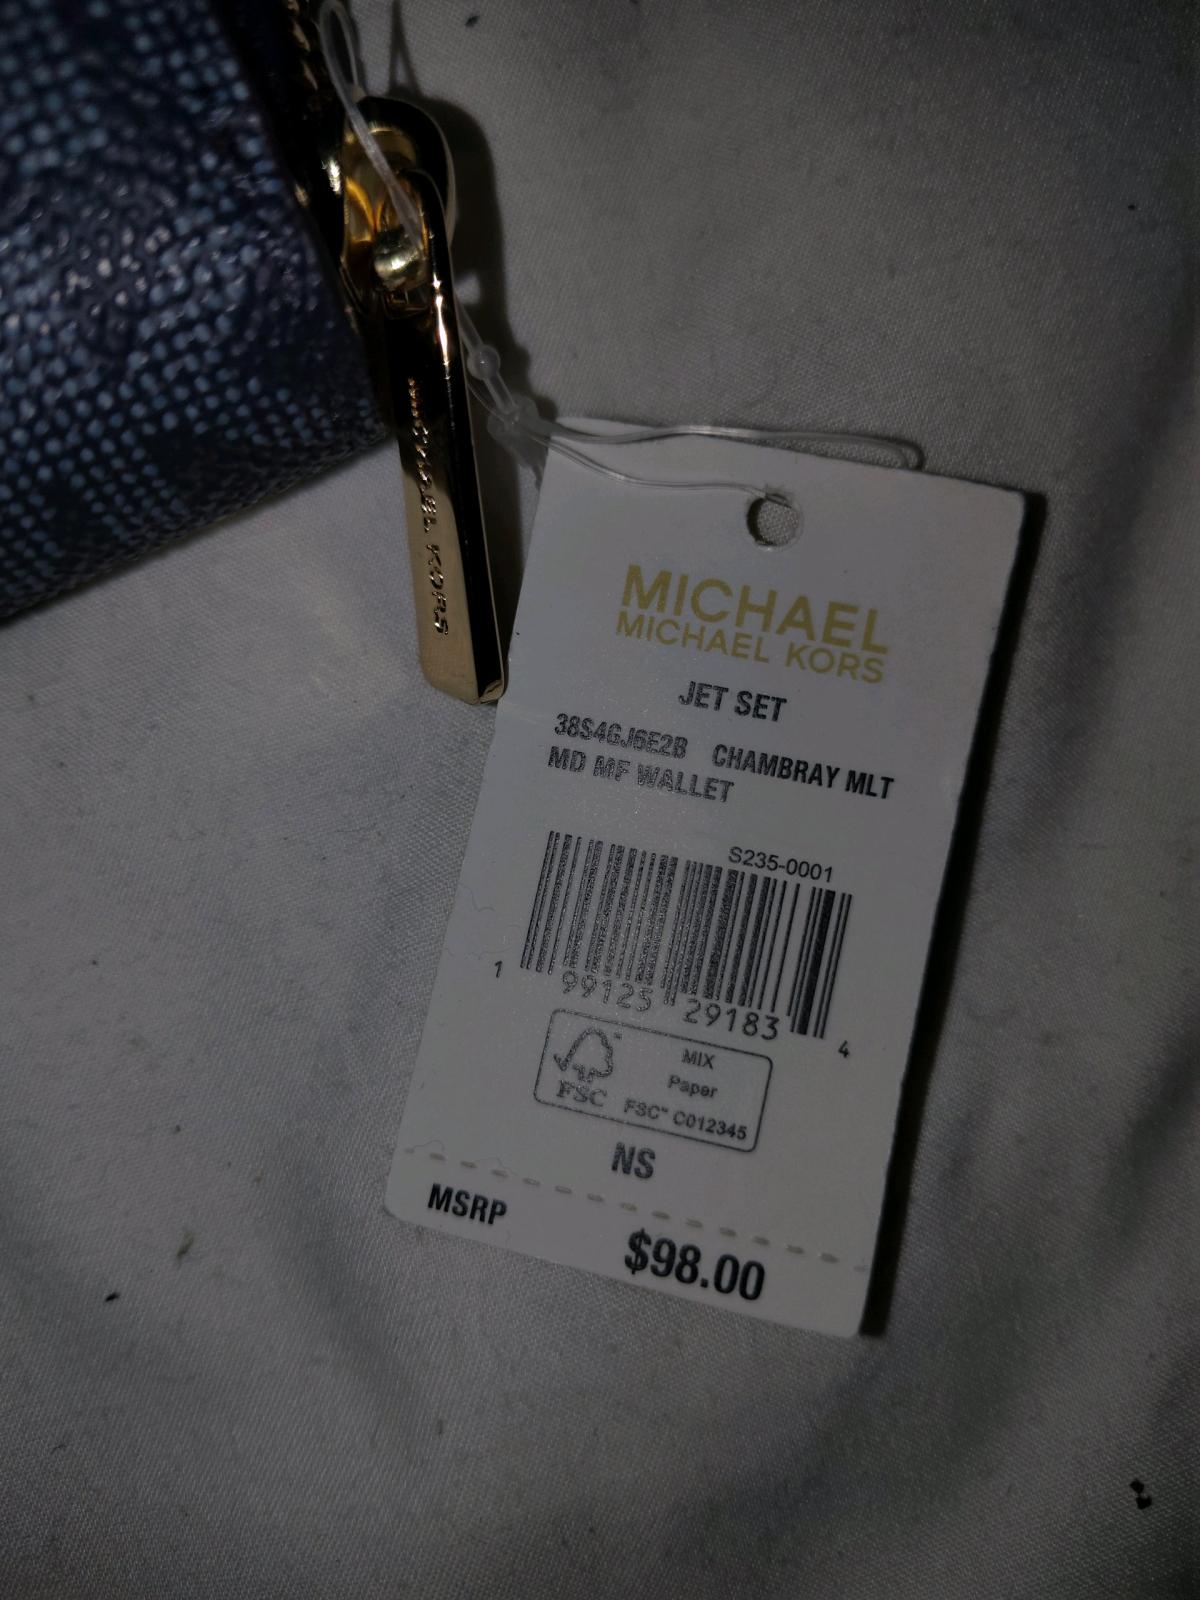 MICHAEL KORS
MICHAEL
MICHAEL KORS
JET SET
38S4GJ6E2B CHAMBRAY MLT
MD MF WALLET
S235-0001
1 99125 29183 4
FSC
MIX
Paper
FSC™ C012345
NS
MSRP
$98.00